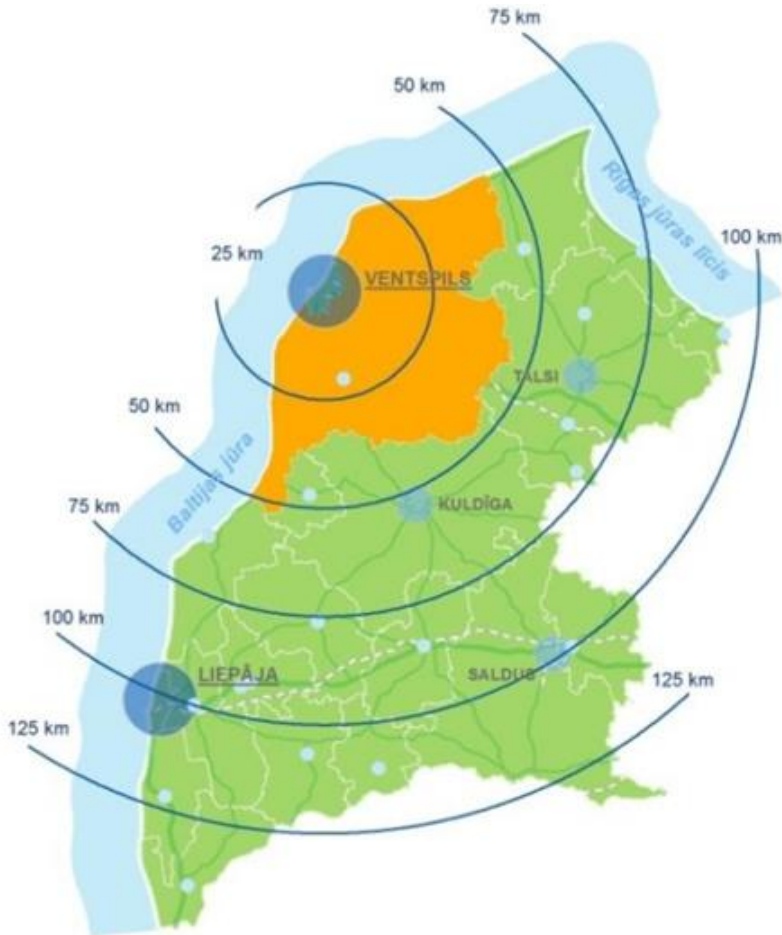 75 km
50 km
Rīgas jūras līcis
100 km
25 km
VENTSPILS
TALSI
50 km
Baltijas jūra
75 km
KULDĪGA
100 km
LIEPĀJA
SALDUS
125 km
125 km